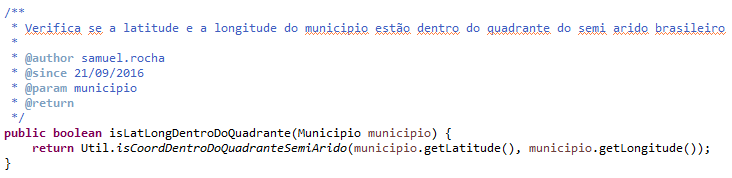 /**
 * Verifica se a latitude e a longitude do municipio estão dentro do quadrante do semi arido brasileiro
 *
 * @author samuel.rocha
 * @since 21/09/2016
 * @param municipio
 * @return
 */
public boolean isLatLongDentroDoQuadrante(Municipio municipio) {
    return Util.isCoordDentroDoQuadranteSemiArido(municipio.getLatitude(), municipio.getLongitude());
}